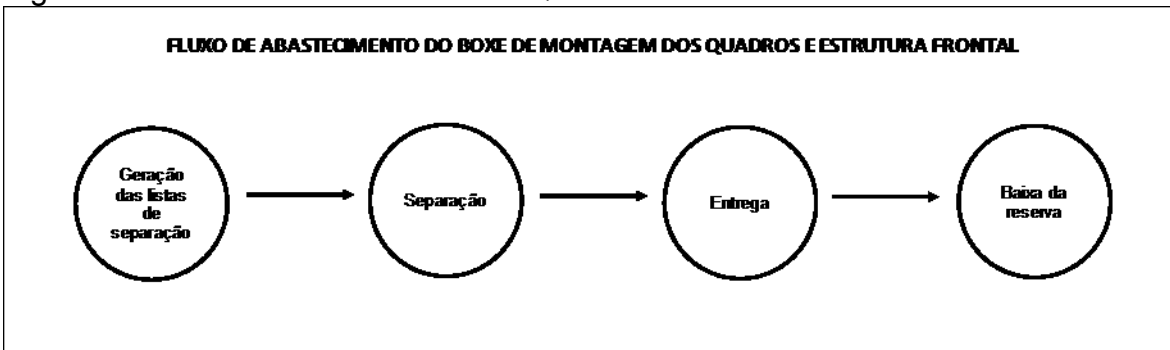 FLUXO DE ABASTECIMENTO DO BOXE DE MONTAGEM DOS QUADROS E ESTRUTURA FRONTAL
Geração
das listas
de
separação
Separação
Entrega
Baixa da
reserva